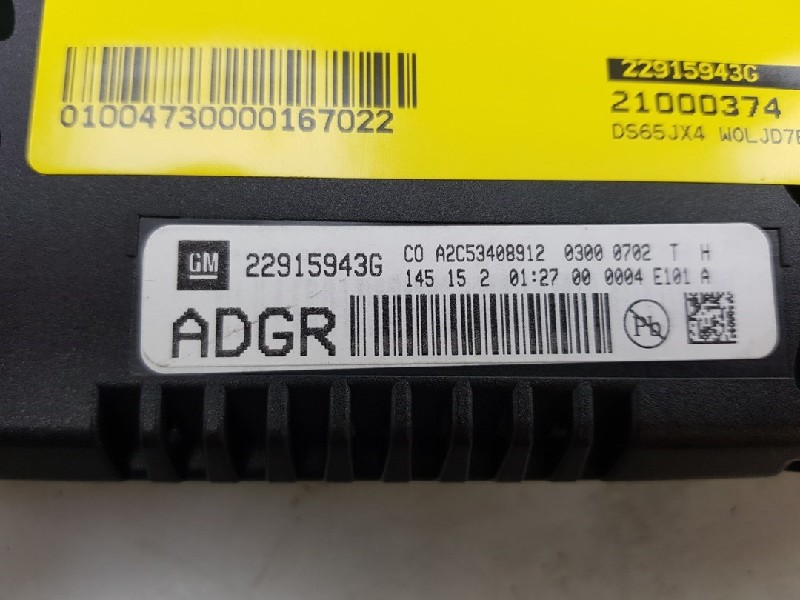 22915943G
01004730000167022
21000374
DS65JX4 W0LJD7E
GM 22915943G CO A2C53408912 0300 0702 T H
145 15 2 01:27 00 0004 E101 A
ADGR Pb